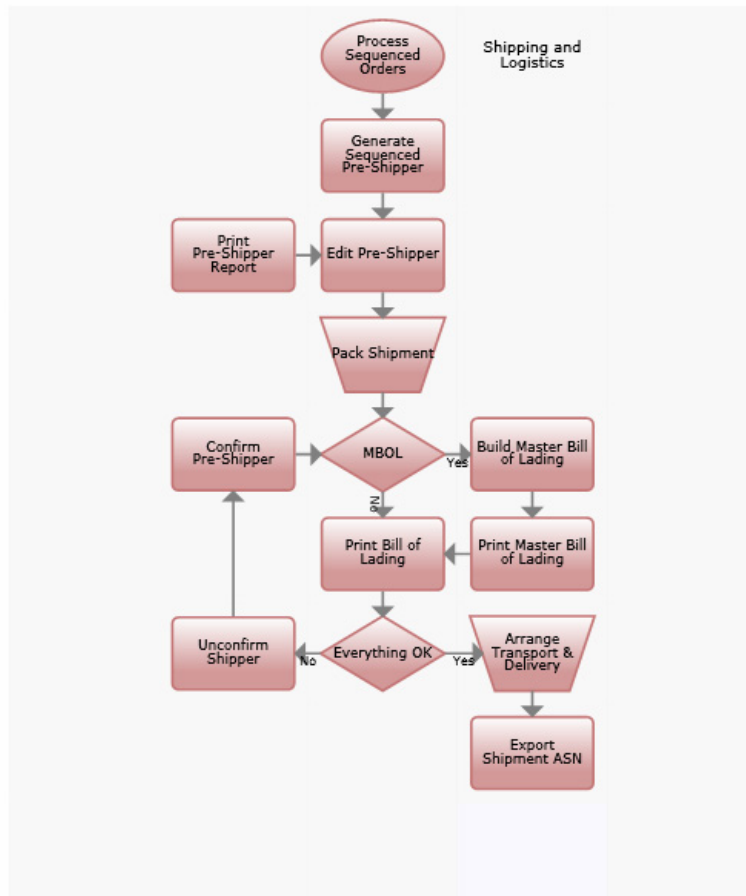 Process
Sequenced
Orders
Shipping and
Logistics
Generate
Sequenced
Pre-Shipper
Print
Pre-Shipper
Report
Edit Pre-Shipper
Pack Shipment
Confirm
Pre-Shipper
MBOL
Yes
Build Master Bill
of Lading
No
Print Bill of
Lading
Print Master Bill
of Lading
Unconfirm
Shipper
No
Everything OK
Yes
Arrange
Transport &
Delivery
Export
Shipment ASN